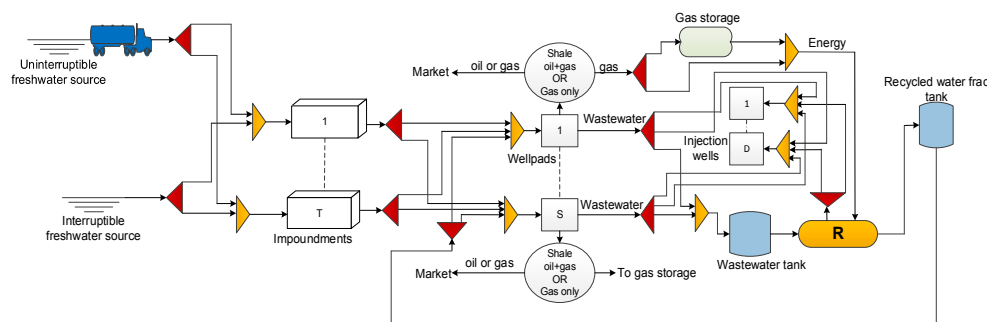 Uninterruptible
freshwater source
Interruptible
freshwater source
1
T
Impoundments
Market
oil or gas
Shale
oil+gas
OR
Gas only
gas
Gas storage
Energy
1
Wellpads
Wastewater
S
Wastewater
Injection
wells
1
D
Market
oil or gas
Shale
oil+gas
OR
Gas only
To gas storage
Wastewater tank
R
Recycled water frac
tank